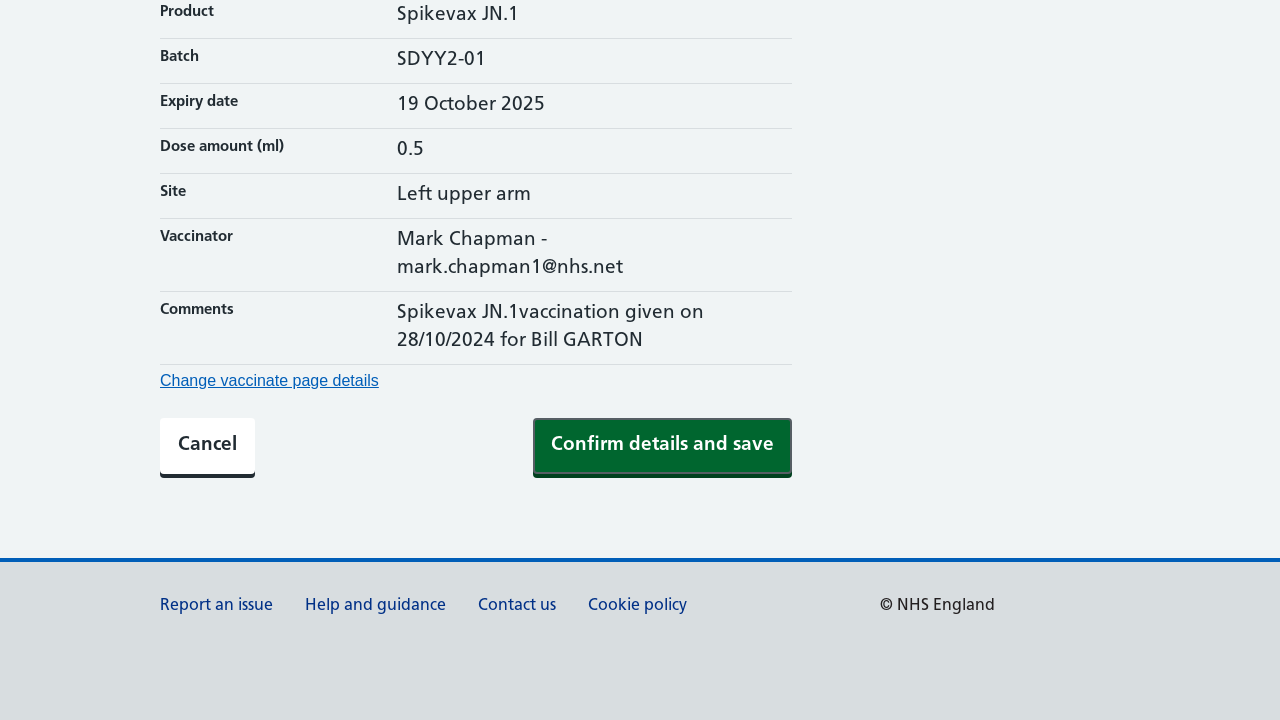 Product Spikevax JN.1
Batch SDYY2-01
Expiry date 19 October 2025
Dose amount (ml) 0.5
Site Left upper arm
Vaccinator Mark Chapman -
mark.chapman1@nhs.net
Comments Spikevax JN.1vaccination given on
28/10/2024 for Bill GARTON
Change vaccinate page details
Cancel Confirm details and save
Report an issue Help and guidance Contact us Cookie policy © NHS England